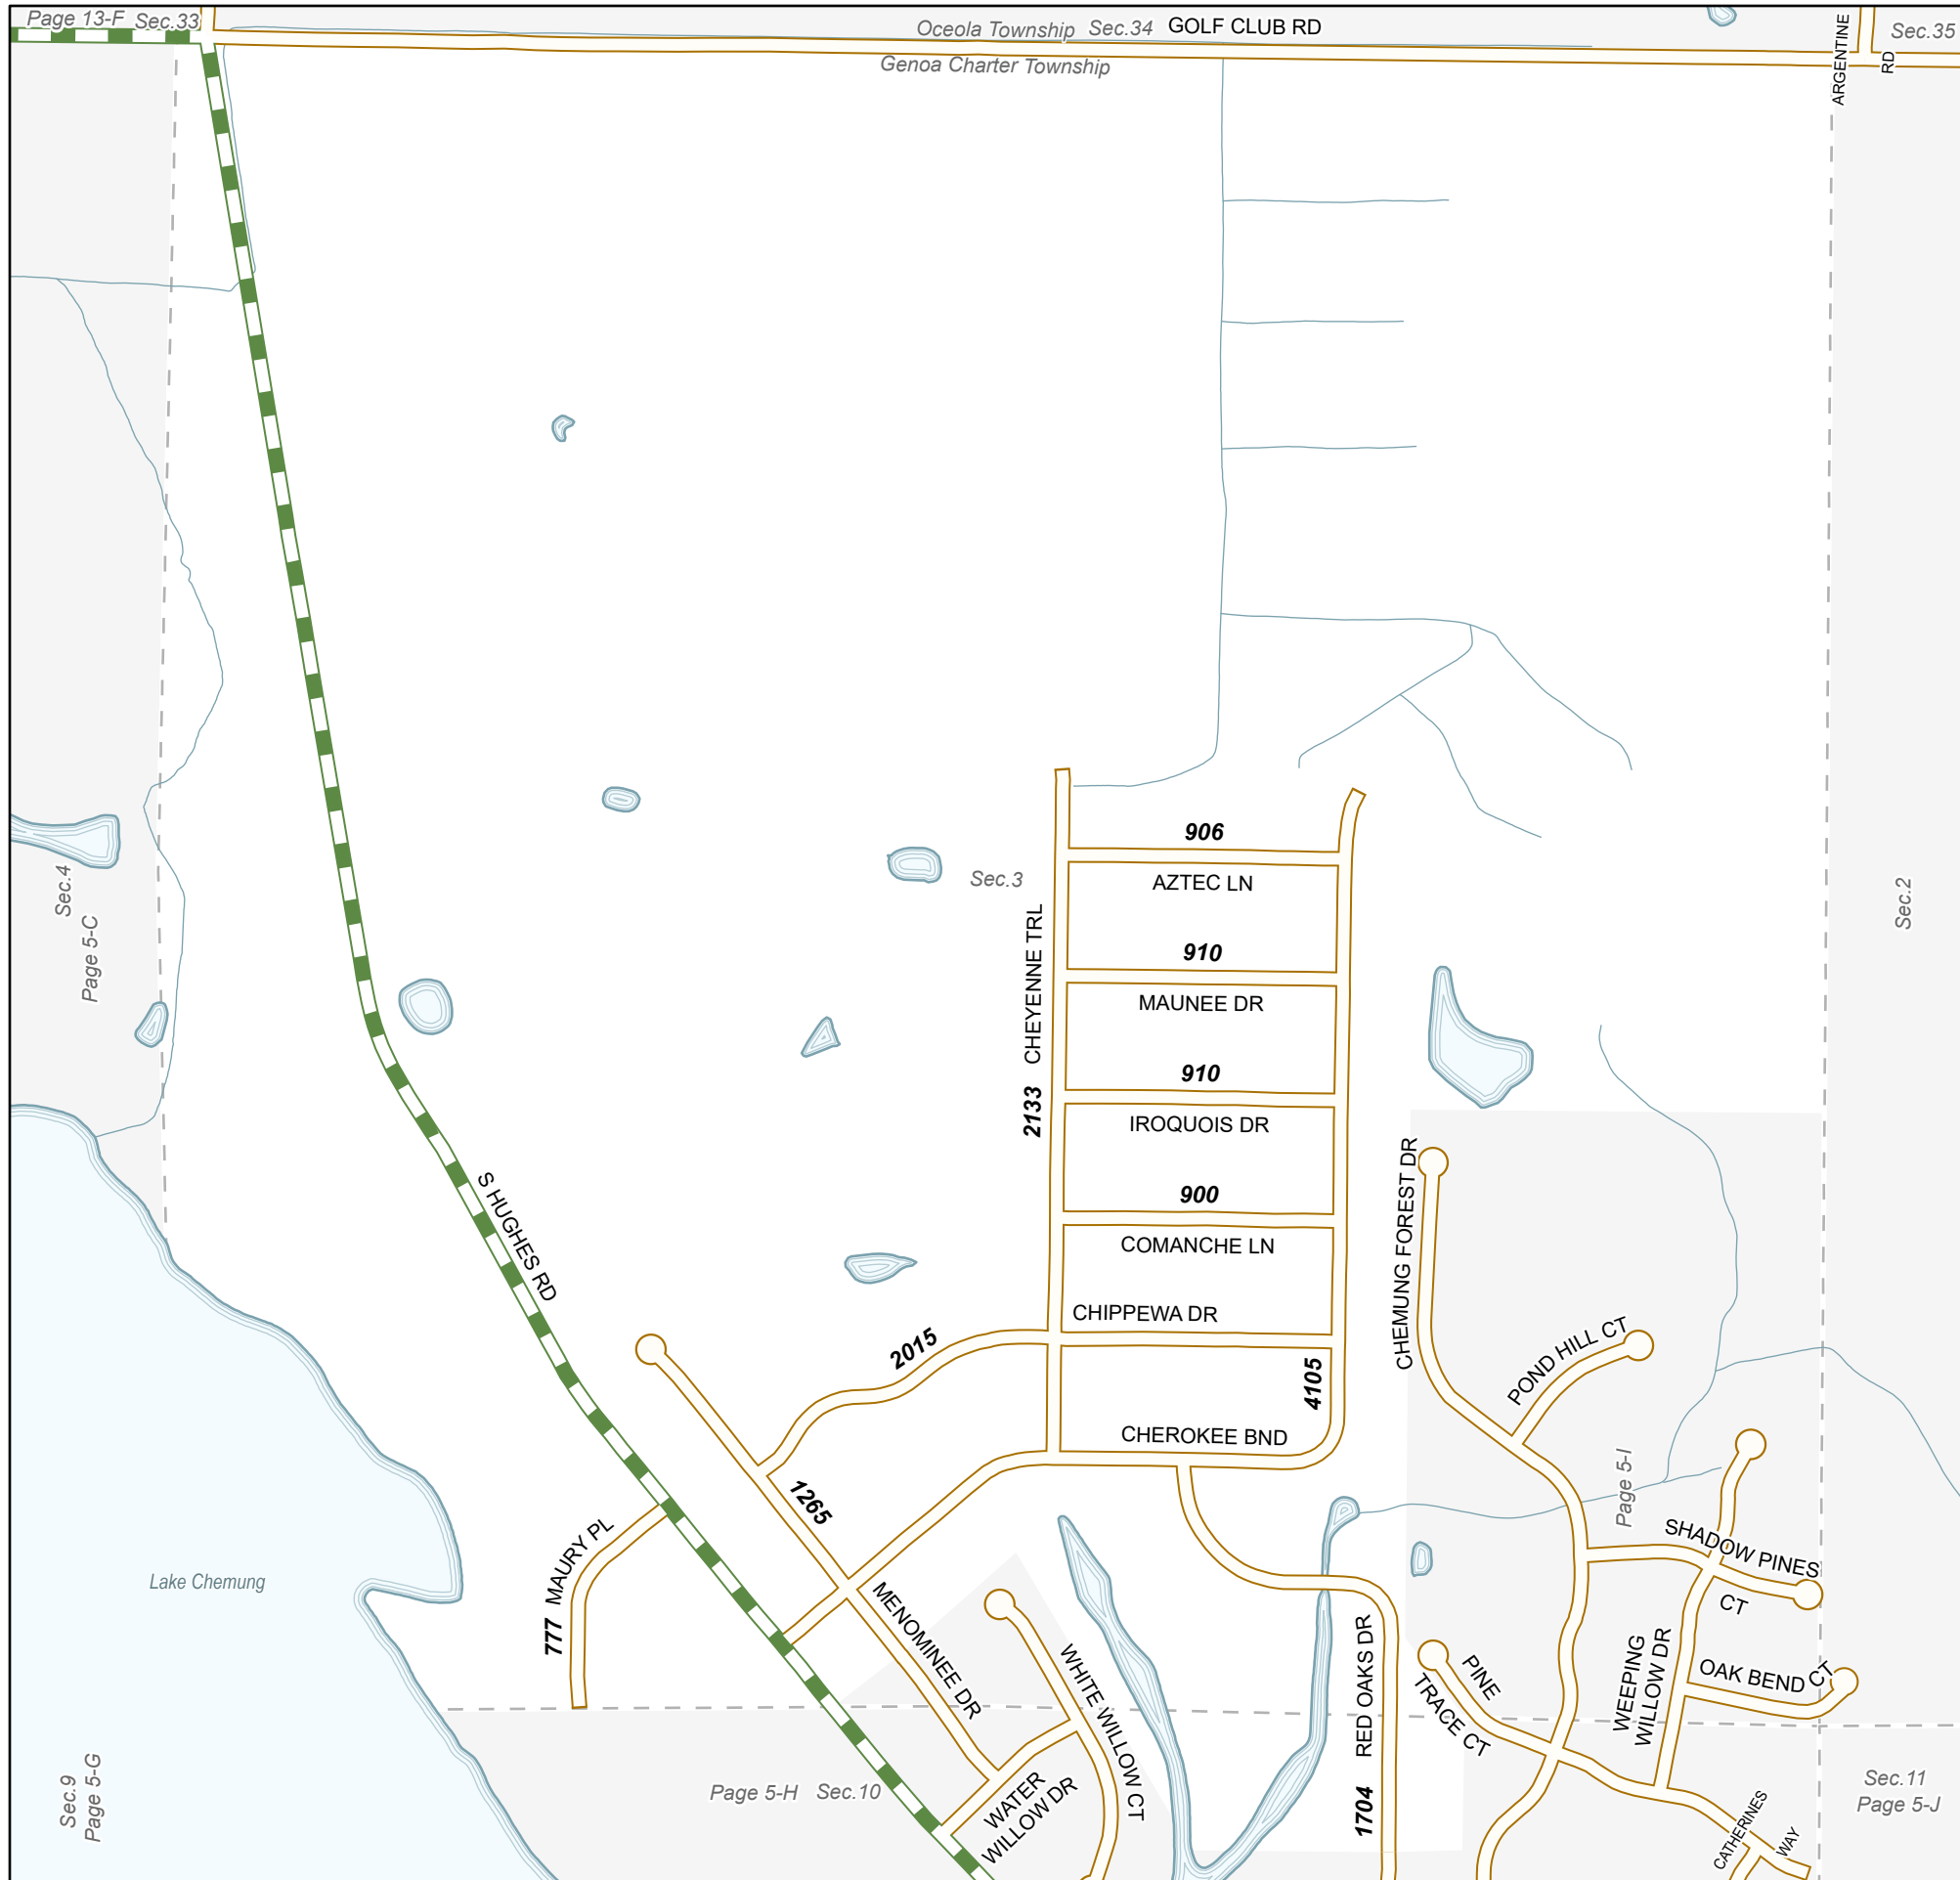 Page 13-F Sec.33
Oceola Township Sec.34 GOLF CLUB RD
Genoa Charter Township
ARGENTINE
RD
Sec.35
906
AZTEC LN
Sec.3
Sec.4
Page 5-C
Sec.2
CHEYENNE TRL
2133
910
MAUNEE DR
910
IROQUOIS DR
900
COMANCHE LN
CHIPPEWA DR
2015
4105
CHEROKEE BND
S HUGHES RD
CHEMUNG FOREST DR
POND HILL CT
Page 5-I
SHADOW PINES
CT
1265
MAURY PL
777
Lake Chemung
MENOMINEE DR
WHITE WILLOW CT
RED OAKS DR
1704
PINE
TRACE CT
WEEPING
WILLOW DR
OAK BEND CT
Sec.9
Page 5-G
Page 5-H Sec.10
WATER
WILLOW DR
CATHERINES
WAY
Sec.11
Page 5-J